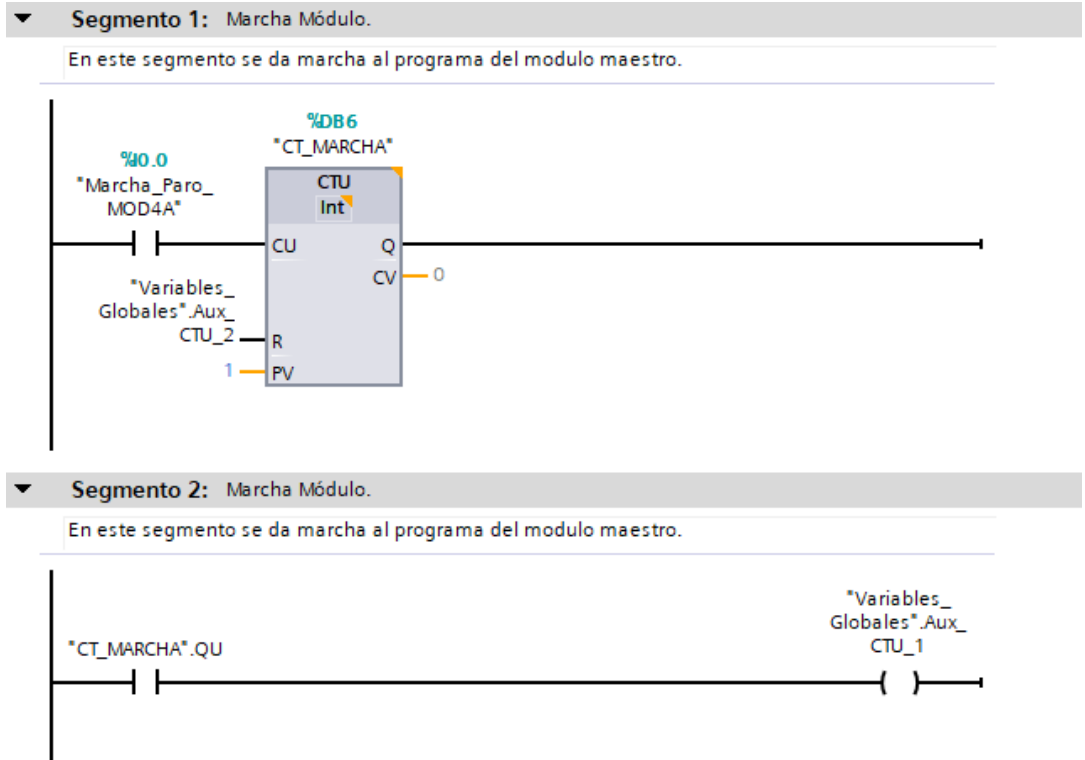 Segmento 1: Marcha Módulo.
En este segmento se da marcha al programa del modulo maestro.
%DB6
"CT_MARCHA"
%I0.0
"Marcha_Paro_
MOD4A"
CTU
Int
CU
Q
CV
0
"Variables_
Globales".Aux_
CTU_2
R
1
PV
Segmento 2: Marcha Módulo.
En este segmento se da marcha al programa del modulo maestro.
"Variables_
Globales".Aux_
CTU_1
"CT_MARCHA".QU